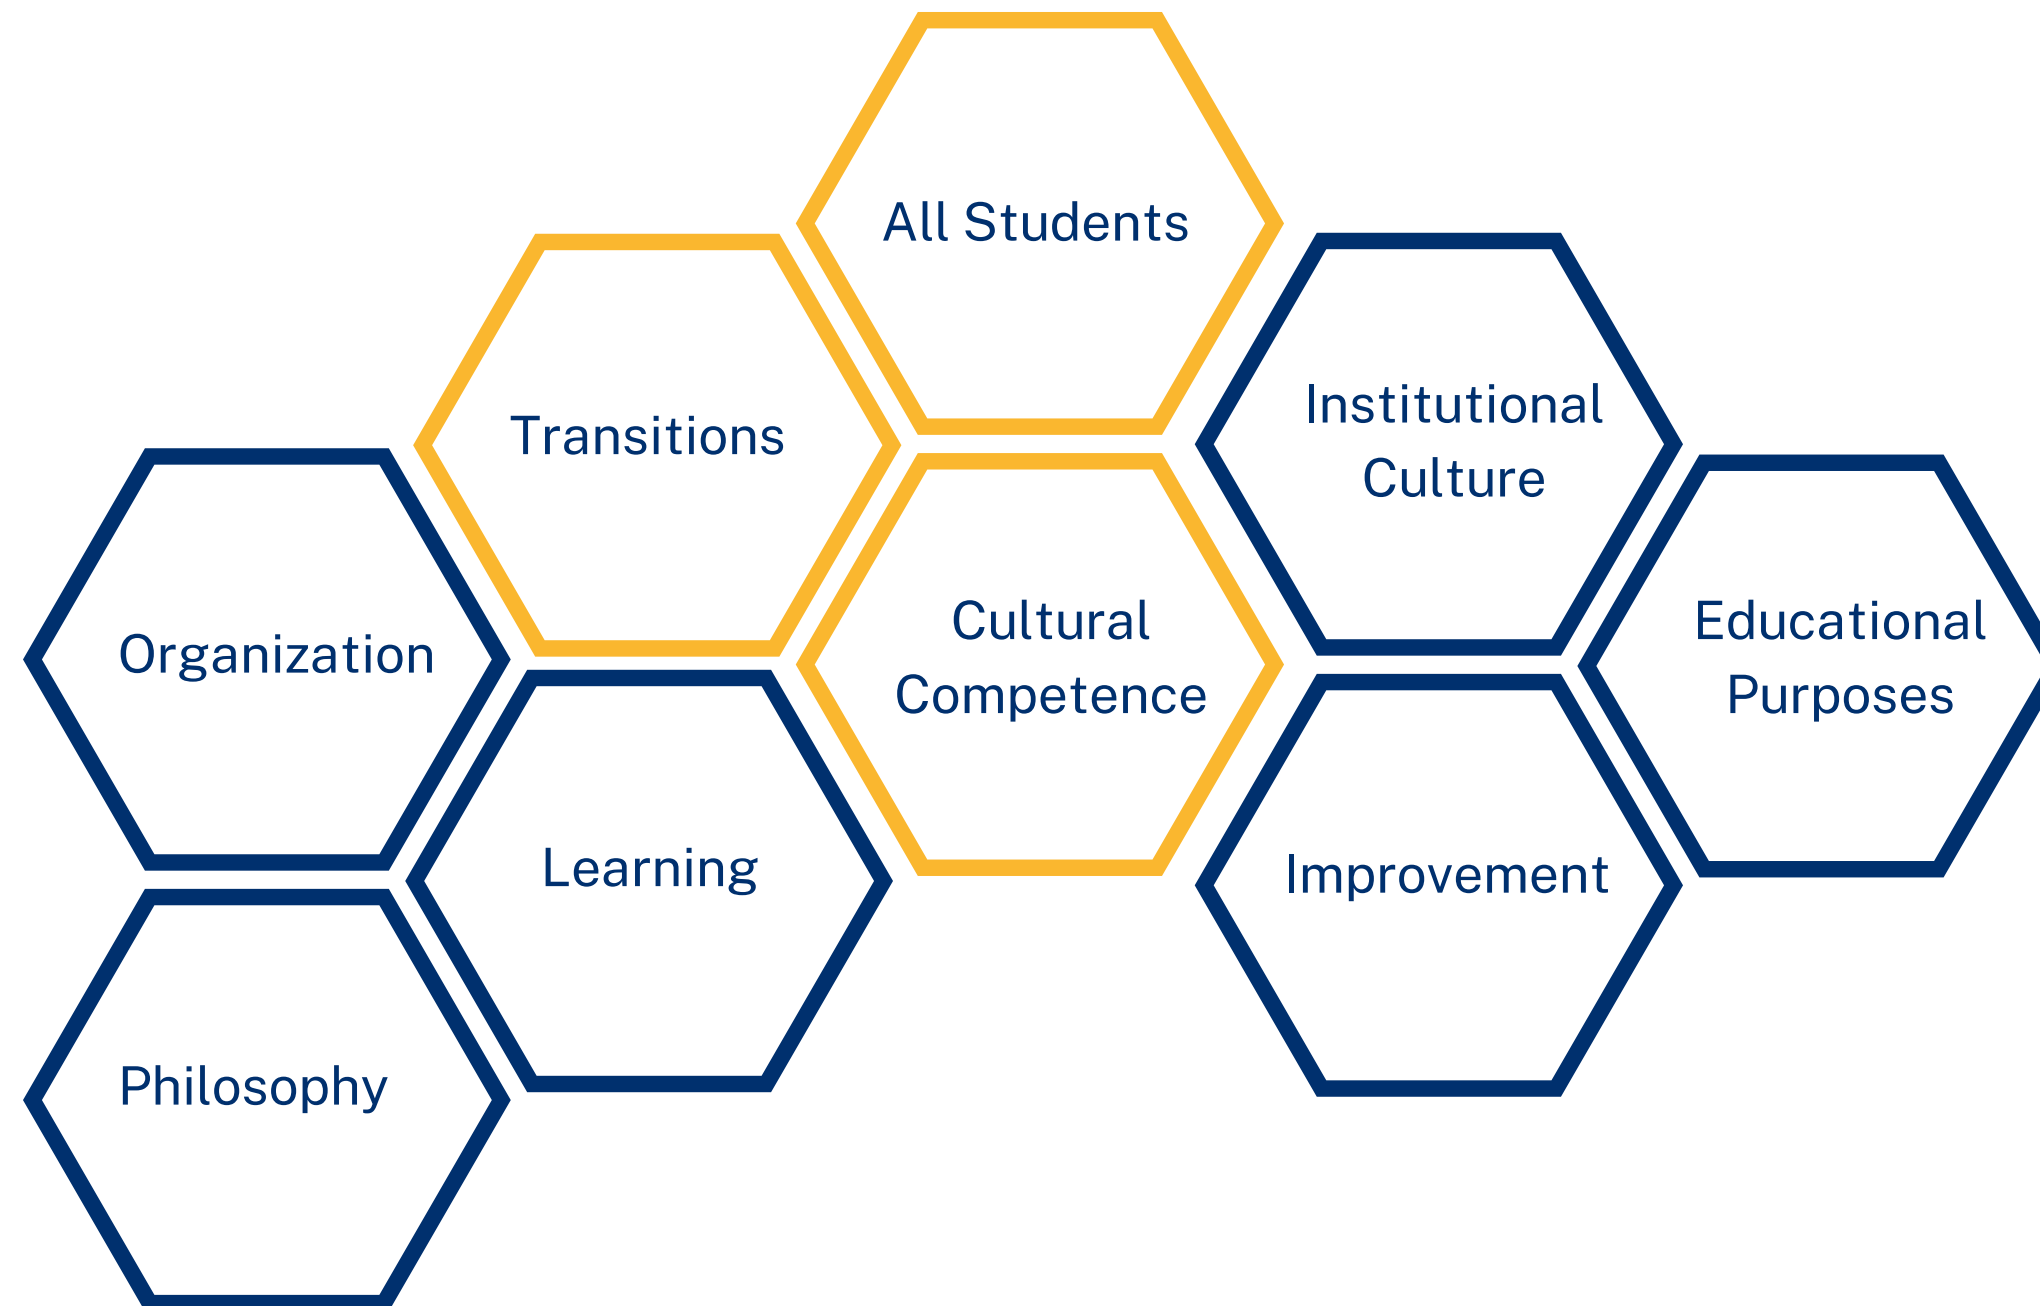 All Students
Transitions
Institutional
Culture
Organization
Cultural
Competence
Educational
Purposes
Learning
Improvement
Philosophy